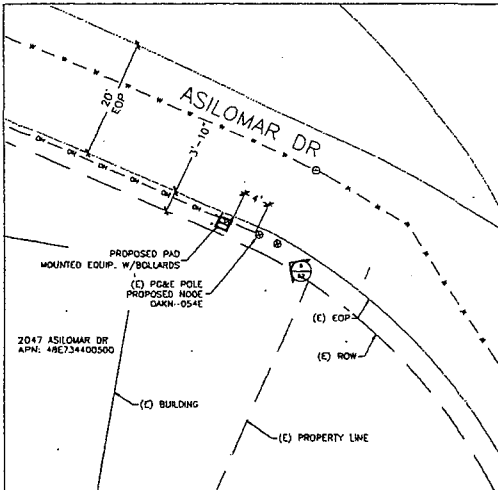 20'
EOP
ASILOMAR DR
3'-10"
4'
PROPOSED PAD
MOUNTED EQUIP. W/BOLLARDS
(E) PG&E POLE
PROPOSED NODE
OAKN-054E
2047 ASILOMAR DR
APN: 48E734400500
(E) EOP
(E) ROW
(E) BUILDING
(E) PROPERTY LINE